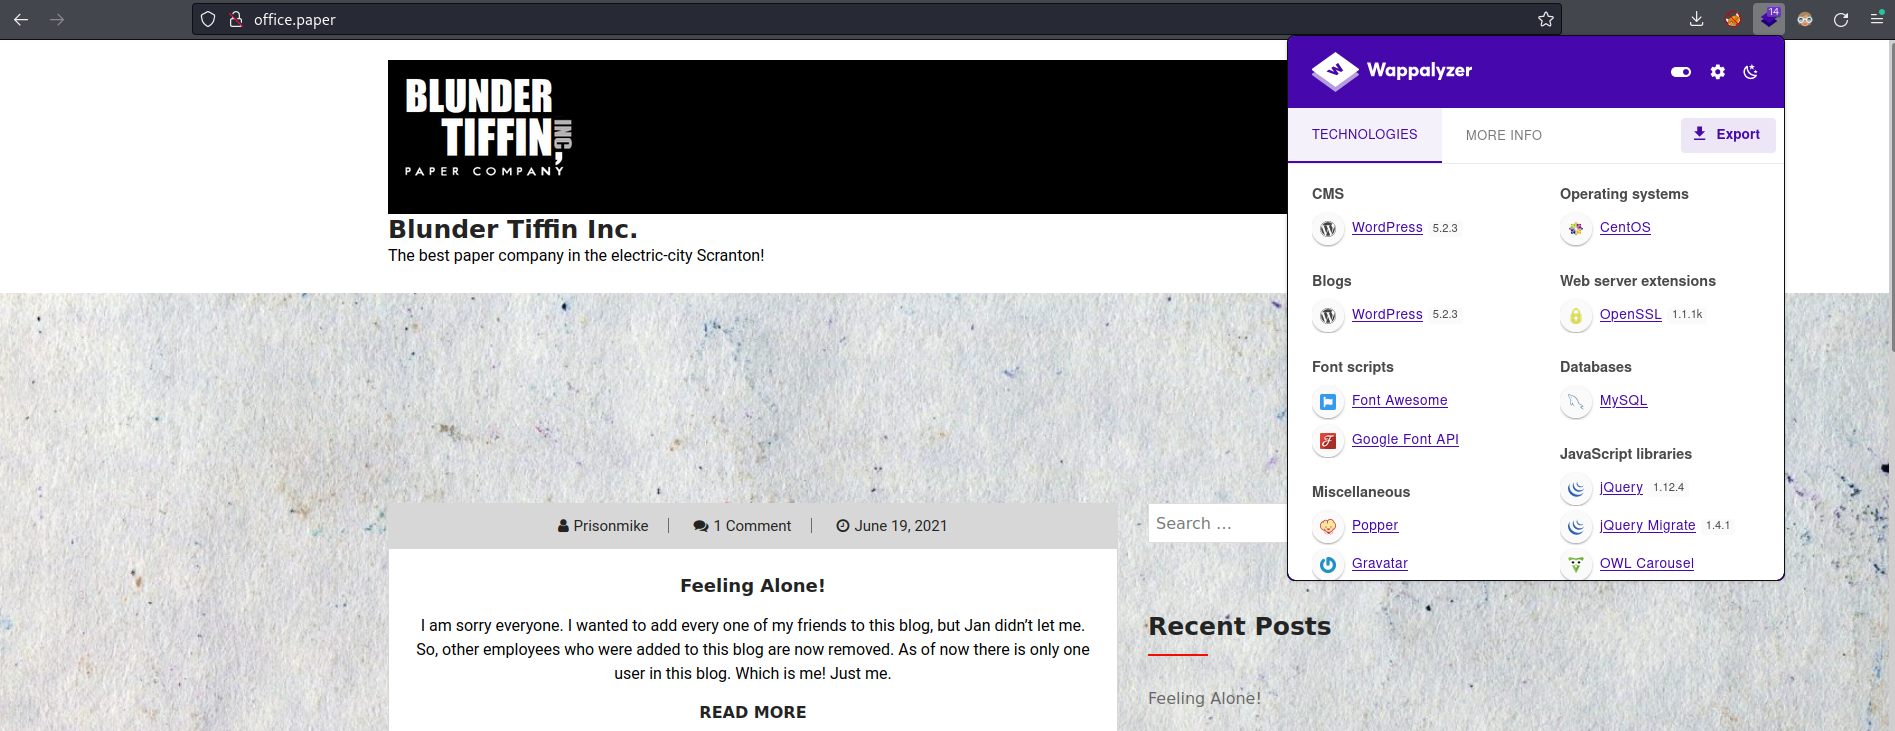 office.paper
14
BLUNDER
TIFFIN,
INC
PAPER COMPANY
Blunder Tiffin Inc.
The best paper company in the electric-city Scranton!
Prisonmike
1 Comment
June 19, 2021
Feeling Alone!
I am sorry everyone. I wanted to add every one of my friends to this blog, but Jan didn’t let me.
So, other employees who were added to this blog are now removed. As of now there is only one
user in this blog. Which is me! Just me.
READ MORE
Search ...
Recent Posts
Feeling Alone!
W
Wappalyzer
TECHNOLOGIES
MORE INFO
Export
CMS
WordPress 5.2.3
Blogs
WordPress 5.2.3
Font scripts
Font Awesome
Google Font API
Miscellaneous
Popper
Gravatar
Operating systems
CentOS
Web server extensions
OpenSSL 1.1.1k
Databases
MySQL
JavaScript libraries
jQuery 1.12.4
jQuery Migrate 1.4.1
OWL Carousel